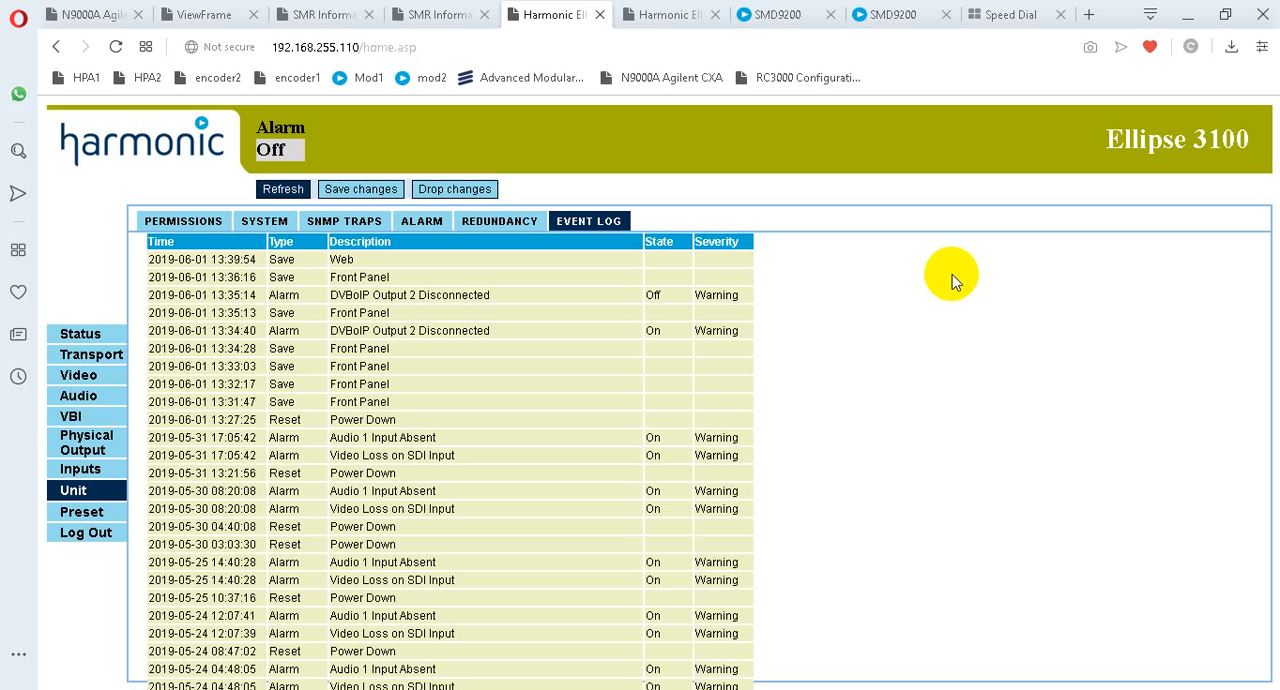 N9000A Agil
ViewFrame
SMR Informa
SMR Informa
Harmonic Ell
Harmonic Ell
SMD9200
SMD9200
Speed Dial
Not secure 192.168.255.110/home.asp
HPA1 HPA2 encoder2 encoder1 Mod1 mod2 Advanced Modular... N9000A Agilent CXA RC3000 Configurati...
harmonic
Alarm
Off
Ellipse 3100
Refresh Save changes Drop changes
PERMISSIONS SYSTEM SNMP TRAPS ALARM REDUNDANCY EVENT LOG
Status
Transport
Video
Audio
VBI
Physical
Output
Inputs
Unit
Preset
Log Out
Time Type Description State Severity
2019-06-01 13:39:54 Save Web
2019-06-01 13:36:16 Save Front Panel
2019-06-01 13:35:14 Alarm DVBoIP Output 2 Disconnected Off Warning
2019-06-01 13:35:13 Save Front Panel
2019-06-01 13:34:40 Alarm DVBoIP Output 2 Disconnected On Warning
2019-06-01 13:34:28 Save Front Panel
2019-06-01 13:33:03 Save Front Panel
2019-06-01 13:32:17 Save Front Panel
2019-06-01 13:31:47 Save Front Panel
2019-06-01 13:27:25 Reset Power Down
2019-05-31 17:05:42 Alarm Audio 1 Input Absent On Warning
2019-05-31 17:05:42 Alarm Video Loss on SDI Input On Warning
2019-05-31 13:21:56 Reset Power Down
2019-05-30 08:20:08 Alarm Audio 1 Input Absent On Warning
2019-05-30 08:20:08 Alarm Video Loss on SDI Input On Warning
2019-05-30 04:40:08 Reset Power Down
2019-05-30 03:03:30 Reset Power Down
2019-05-25 14:40:28 Alarm Audio 1 Input Absent On Warning
2019-05-25 14:40:28 Alarm Video Loss on SDI Input On Warning
2019-05-25 10:37:16 Reset Power Down
2019-05-24 12:07:41 Alarm Audio 1 Input Absent On Warning
2019-05-24 12:07:39 Alarm Video Loss on SDI Input On Warning
2019-05-24 08:47:02 Reset Power Down
2019-05-24 04:48:05 Alarm Audio 1 Input Absent On Warning
2019-05-24 04:48:05 Alarm Video Loss on SDI Input On Warning